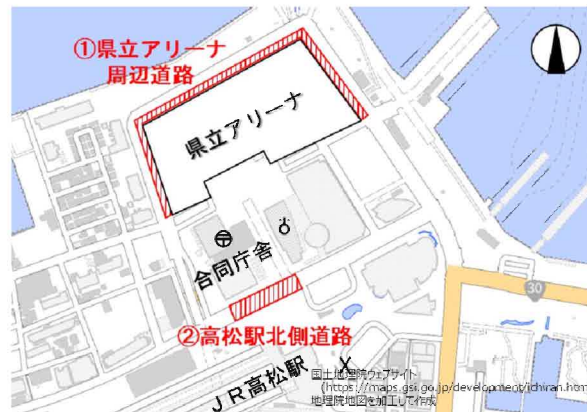 ①県立アリーナ
周辺道路
県立アリーナ
合同庁舎
30
②高松駅北側道路
JR高松駅
国土地理院ウェブサイト
(https://maps.gsi.go.jp/development/ichiran.htm
地理院地図を加工して作成